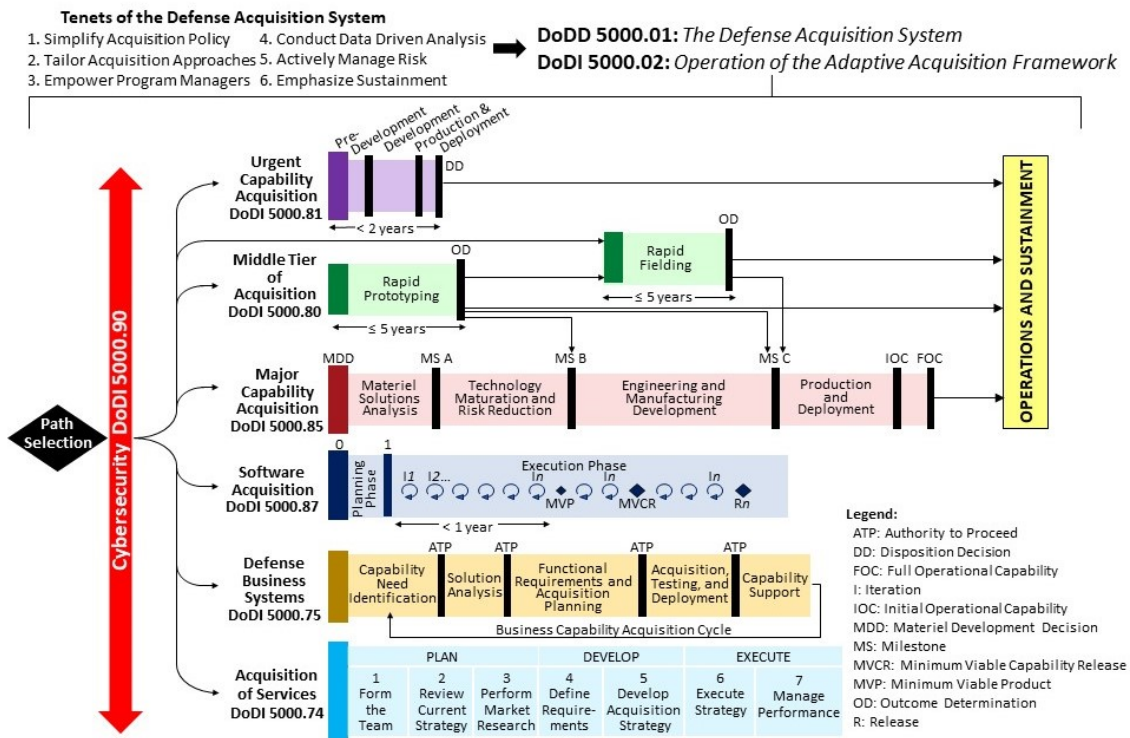 Tenets of the Defense Acquisition System
1. Simplify Acquisition Policy
2. Tailor Acquisition Approaches
3. Empower Program Managers
4. Conduct Data Driven Analysis
5. Actively Manage Risk
6. Emphasize Sustainment
DoDD 5000.01: The Defense Acquisition System
DoDI 5000.02: Operation of the Adaptive Acquisition Framework
Path
Selection
Cybersecurity DoDI 5000.90
Urgent
Capability
Acquisition
DoDI 5000.81
Pre-
Development
Development
Production &
Deployment
DD
< 2 years
Middle Tier
of
Acquisition
DoDI 5000.80
Rapid
Prototyping
OD
≤ 5 years
Rapid
Fielding
OD
≤ 5 years
Major
Capability
Acquisition
DoDI 5000.85
MDD
MS A
MS B
MS C
IOC
FOC
Materiel
Solutions
Analysis
Technology
Maturation and
Risk Reduction
Engineering and
Manufacturing
Development
Production
and
Deployment
Software
Acquisition
DoDI 5000.87
0
1
Planning
Phase
Execution Phase
I1
I2...
In
In
In
MVP
MVCR
Rn
< 1 year
Defense
Business
Systems
DoDI 5000.75
ATP
ATP
ATP
ATP
Capability
Need
Identification
Solution
Analysis
Functional
Requirements and
Acquisition
Planning
Acquisition,
Testing, and
Deployment
Capability
Support
Business Capability Acquisition Cycle
Acquisition
of Services
DoDI 5000.74
PLAN
DEVELOP
EXECUTE
1
Form
the
Team
2
Review
Current
Strategy
3
Perform
Market
Research
4
Define
Require-
ments
5
Develop
Acquisition
Strategy
6
Execute
Strategy
7
Manage
Performance
OPERATIONS AND SUSTAINMENT
Legend:
ATP: Authority to Proceed
DD: Disposition Decision
FOC: Full Operational Capability
I: Iteration
IOC: Initial Operational Capability
MDD: Materiel Development Decision
MS: Milestone
MVCR: Minimum Viable Capability Release
MVP: Minimum Viable Product
OD: Outcome Determination
R: Release